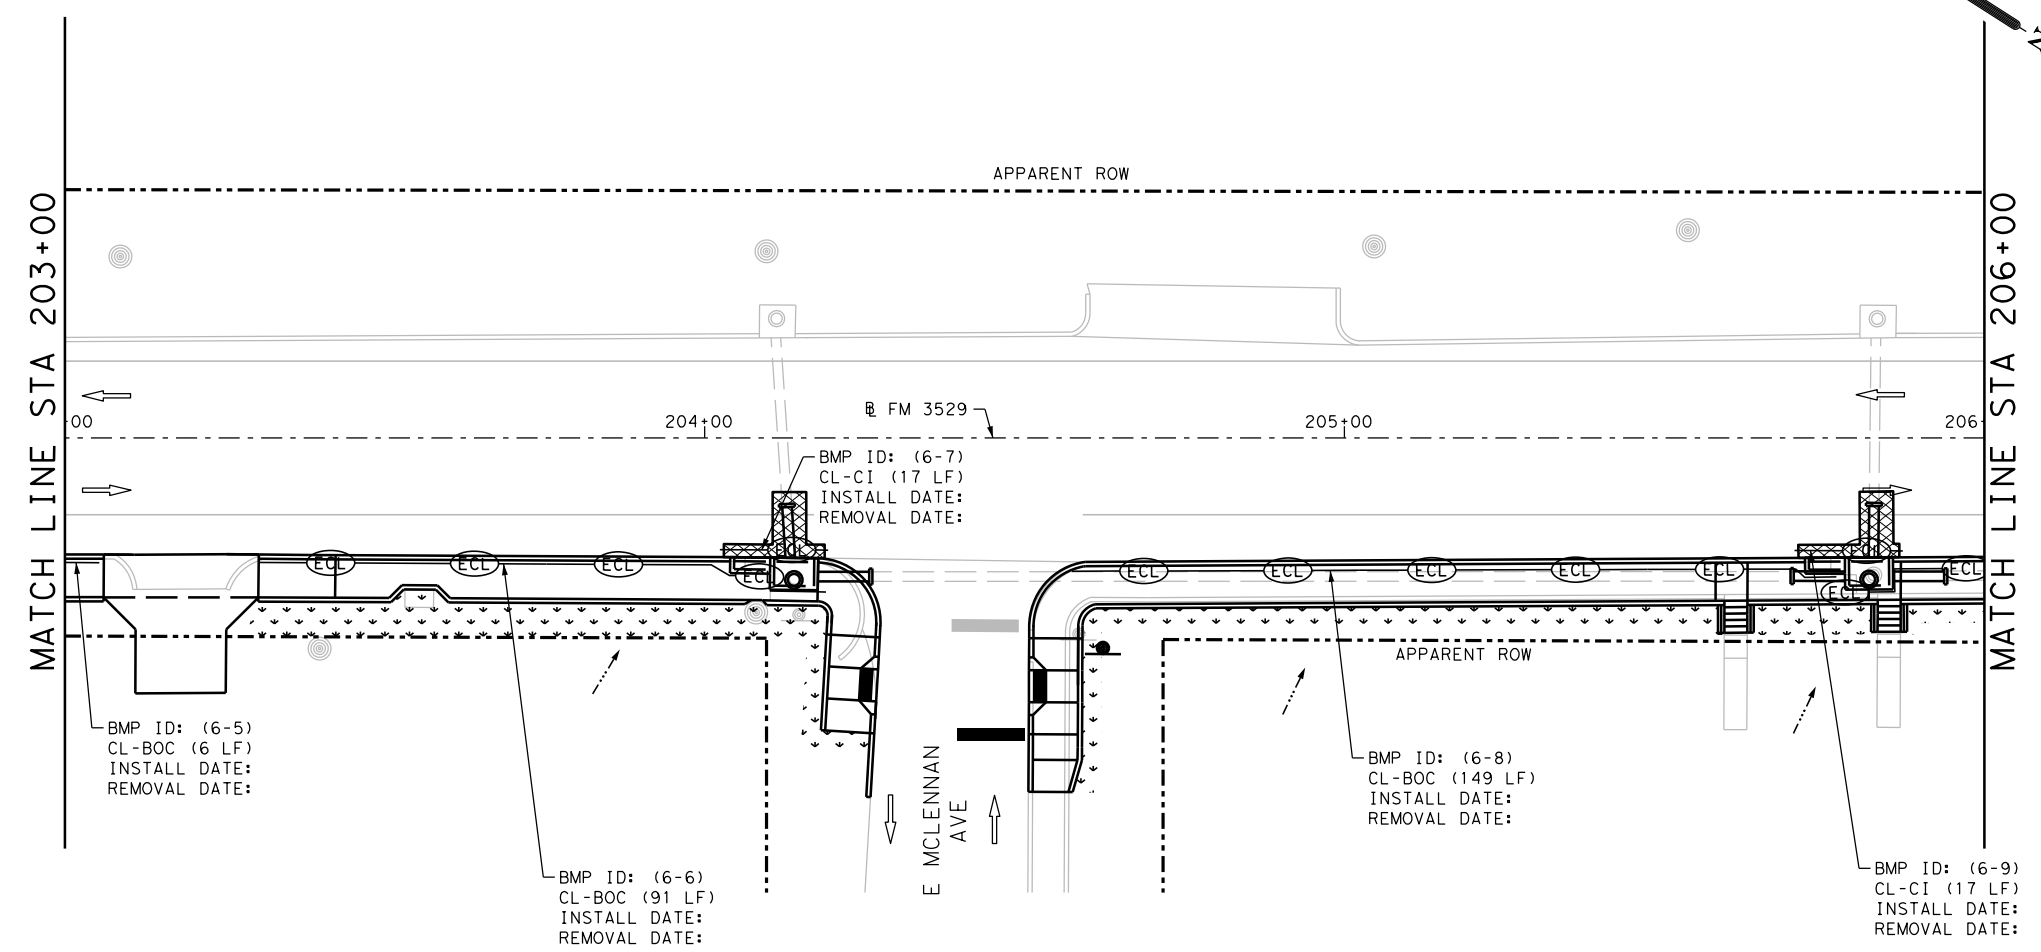 APPARENT ROW
MATCH LINE STA 203+00
MATCH LINE STA 206+00
00
204+00
℄ FM 3529
205+00
206
BMP ID: (6-7)
CL-CI (17 LF)
INSTALL DATE:
REMOVAL DATE:
ECL
ECL
ECL
ECL
ECL
ECL
ECL
ECL
ECL
ECL
ECL
APPARENT ROW
BMP ID: (6-5)
CL-BOC (6 LF)
INSTALL DATE:
REMOVAL DATE:
BMP ID: (6-8)
CL-BOC (149 LF)
INSTALL DATE:
REMOVAL DATE:
E MCLENNAN
AVE
BMP ID: (6-6)
CL-BOC (91 LF)
INSTALL DATE:
REMOVAL DATE:
BMP ID: (6-9)
CL-CI (17 LF)
INSTALL DATE:
REMOVAL DATE: